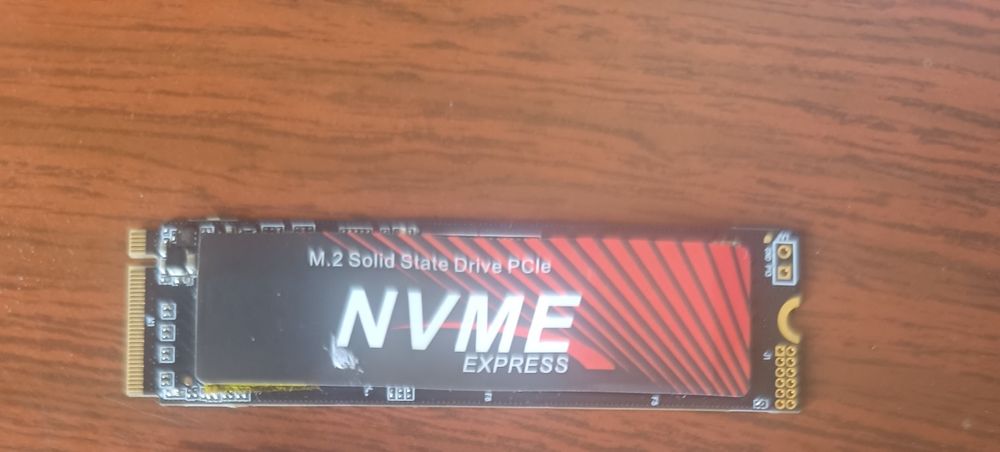 M.2 Solid State Drive PCIe
NVME
EXPRESS